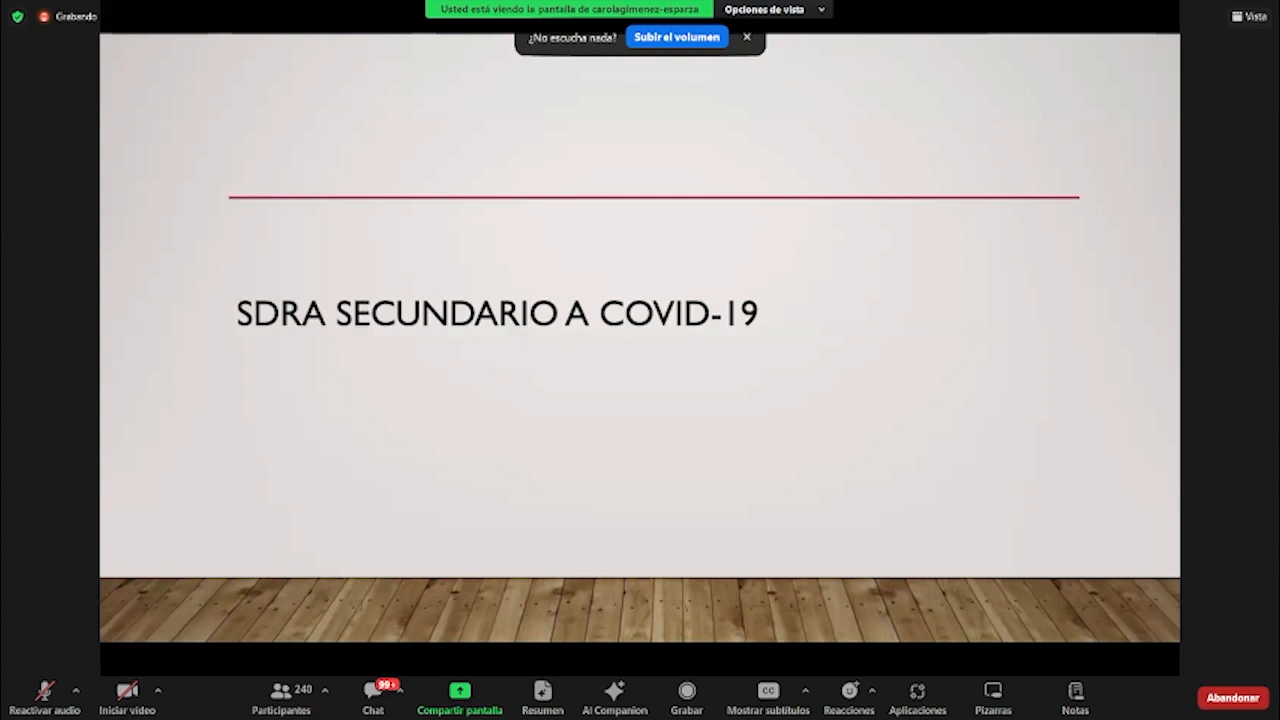 Grabando
Usted está viendo la pantalla de carolagimenez-esparza
Opciones de vista
Vista
¿No escucha nada?
Subir el volumen
SDRA SECUNDARIO A COVID-19
240
99+
CC
Reactivar audio
Iniciar video
Participantes
Chat
Compartir pantalla
Resumen
AI Companion
Grabar
Mostrar subtítulos
Reacciones
Aplicaciones
Pizarras
Notas
Abandonar